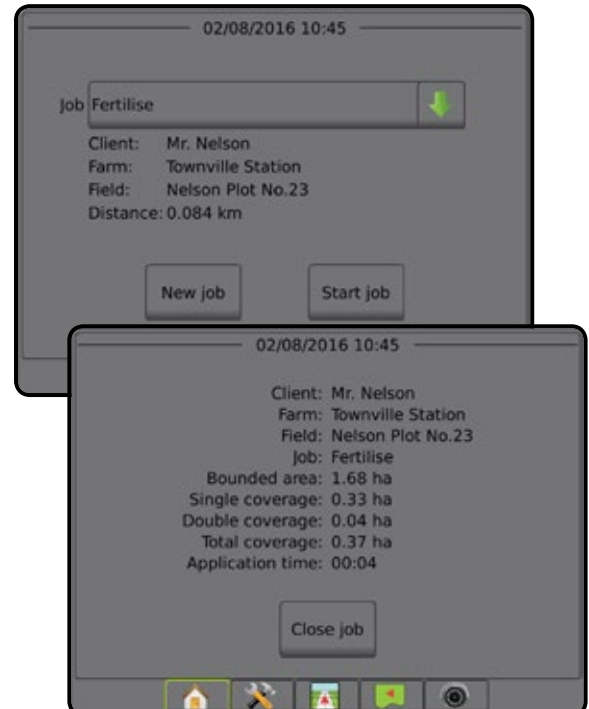 02/08/2016 10:45
Job Fertilise
Client: Mr. Nelson
Farm: Townville Station
Field: Nelson Plot No.23
Distance: 0.084 km
New job Start job
02/08/2016 10:45
Client: Mr. Nelson
Farm: Townville Station
Field: Nelson Plot No.23
Job: Fertilise
Bounded area: 1.68 ha
Single coverage: 0.33 ha
Double coverage: 0.04 ha
Total coverage: 0.37 ha
Application time: 00:04
Close job